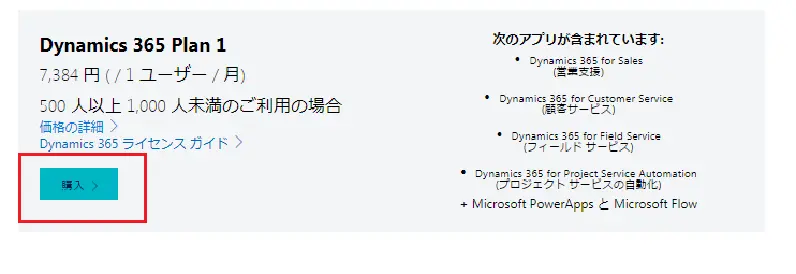 Dynamics 365 Plan 1
7,384 円 ( / 1 ユーザー / 月)
500 人以上 1,000 人未満のご利用の場合
価格の詳細 >
Dynamics 365 ライセンス ガイド >
購入 >
次のアプリが含まれています:
• Dynamics 365 for Sales
(営業支援)
• Dynamics 365 for Customer Service
(顧客サービス)
• Dynamics 365 for Field Service
(フィールド サービス)
• Dynamics 365 for Project Service Automation
(プロジェクト サービスの自動化)
+ Microsoft PowerApps と Microsoft Flow